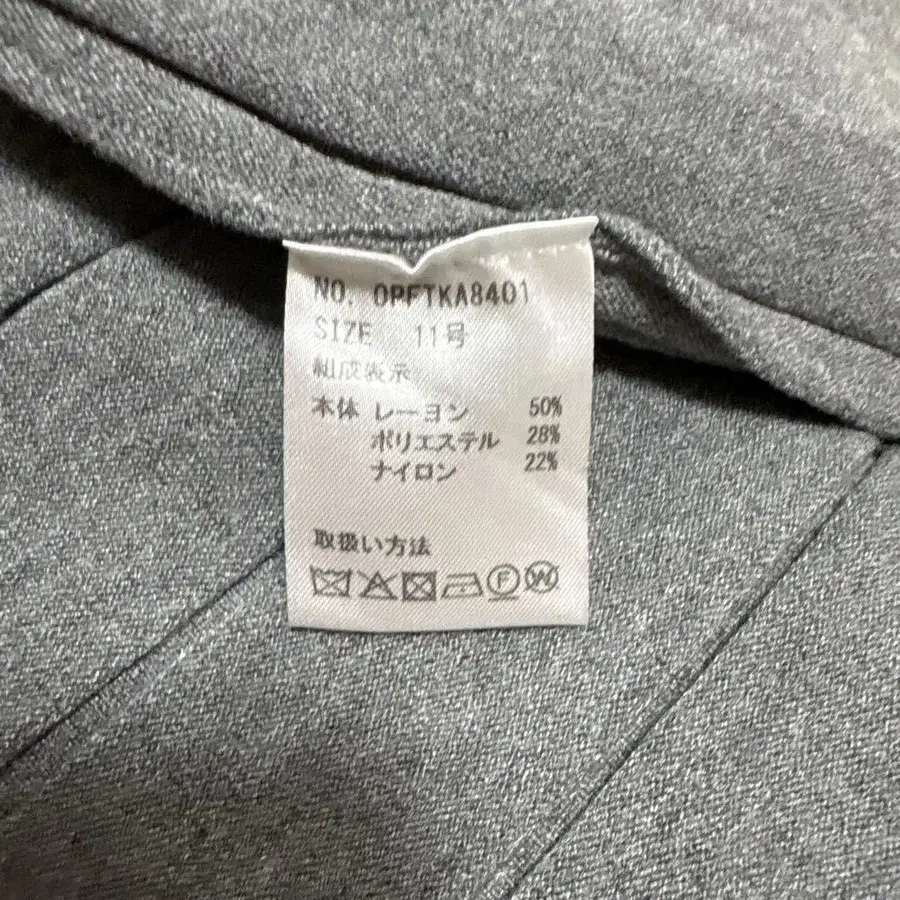 NO. OPFTKA8401
SIZE 11号
組成表示
本体 レーヨン 50%
ポリエステル 28%
ナイロン 22%
取扱い方法
F W